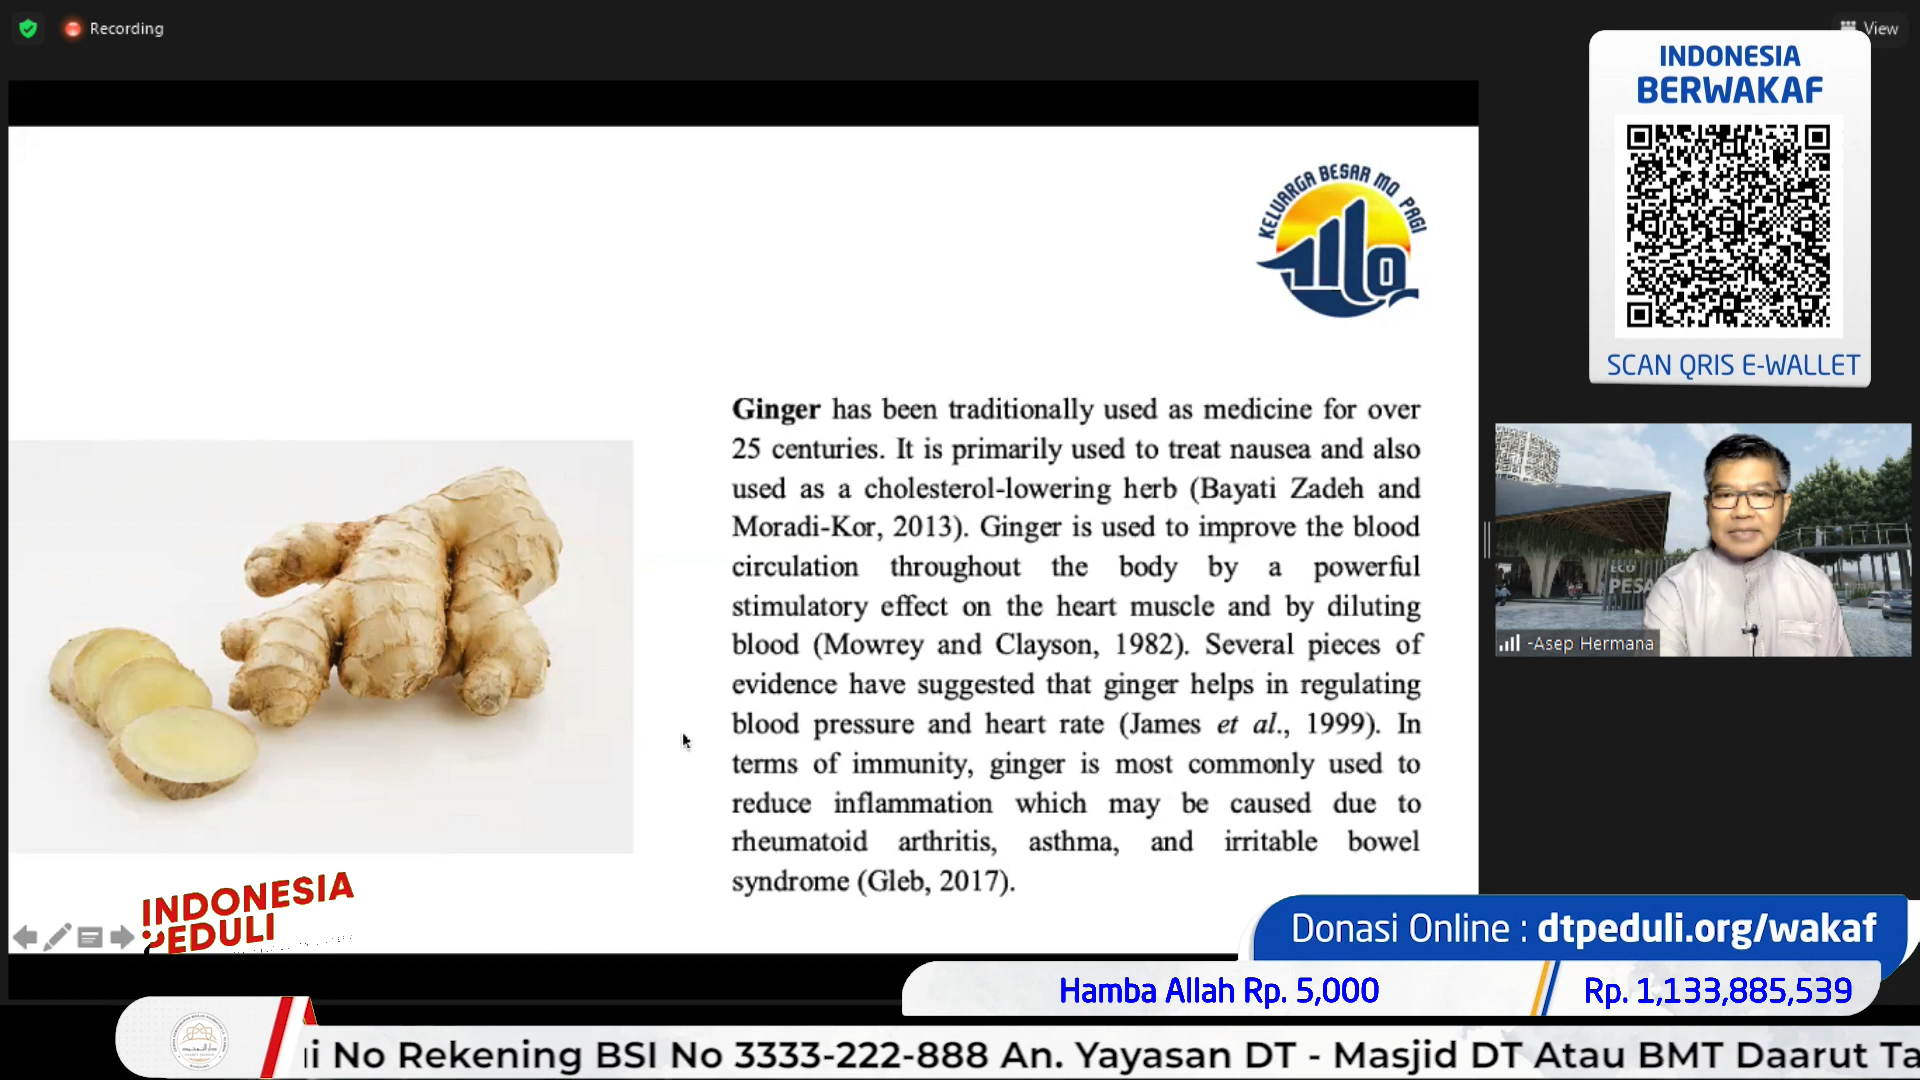 Recording
View
INDONESIA
BERWAKAF
SCAN QRIS E-WALLET
KELUARGA BESAR MQ PAGI
MQ
Ginger has been traditionally used as medicine for over
25 centuries. It is primarily used to treat nausea and also
used as a cholesterol-lowering herb (Bayati Zadeh and
Moradi-Kor, 2013). Ginger is used to improve the blood
circulation throughout the body by a powerful
stimulatory effect on the heart muscle and by diluting
blood (Mowrey and Clayson, 1982). Several pieces of
evidence have suggested that ginger helps in regulating
blood pressure and heart rate (James et al., 1999). In
terms of immunity, ginger is most commonly used to
reduce inflammation which may be caused due to
rheumatoid arthritis, asthma, and irritable bowel
syndrome (Gleb, 2017).
ECO
PESA
-Asep Hermana
INDONESIA
PEDULI
Donasi Online : dtpeduli.org/wakaf
Hamba Allah Rp. 5,000
Rp. 1,133,885,539
i No Rekening BSI No 3333-222-888 An. Yayasan DT - Masjid DT Atau BMT Daarut Ta